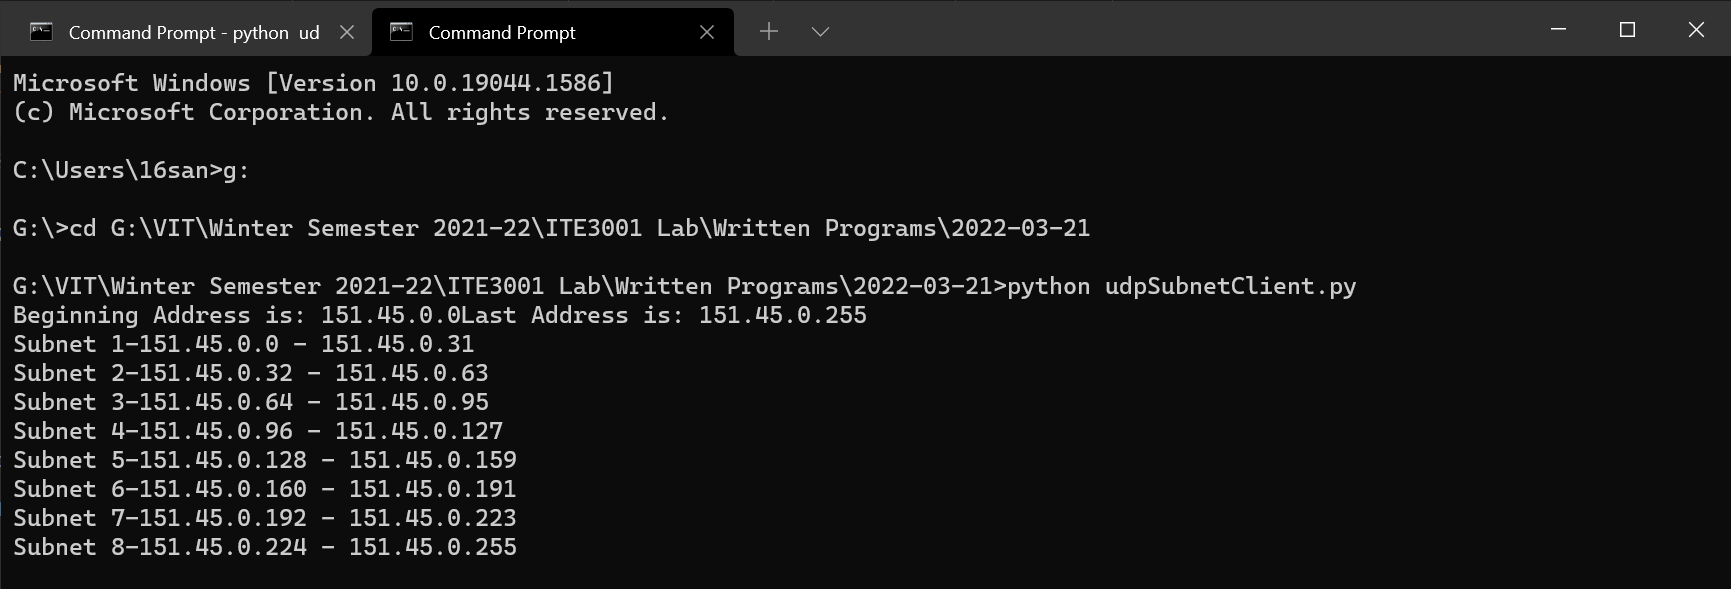 Command Prompt - python  ud
Command Prompt
Microsoft Windows [Version 10.0.19044.1586]
(c) Microsoft Corporation. All rights reserved.
C:\Users\16san>g:
G:\>cd G:\VIT\Winter Semester 2021-22\ITE3001 Lab\Written Programs\2022-03-21
G:\VIT\Winter Semester 2021-22\ITE3001 Lab\Written Programs\2022-03-21>python udpSubnetClient.py
Beginning Address is: 151.45.0.0Last Address is: 151.45.0.255
Subnet 1-151.45.0.0 - 151.45.0.31
Subnet 2-151.45.0.32 - 151.45.0.63
Subnet 3-151.45.0.64 - 151.45.0.95
Subnet 4-151.45.0.96 - 151.45.0.127
Subnet 5-151.45.0.128 - 151.45.0.159
Subnet 6-151.45.0.160 - 151.45.0.191
Subnet 7-151.45.0.192 - 151.45.0.223
Subnet 8-151.45.0.224 - 151.45.0.255